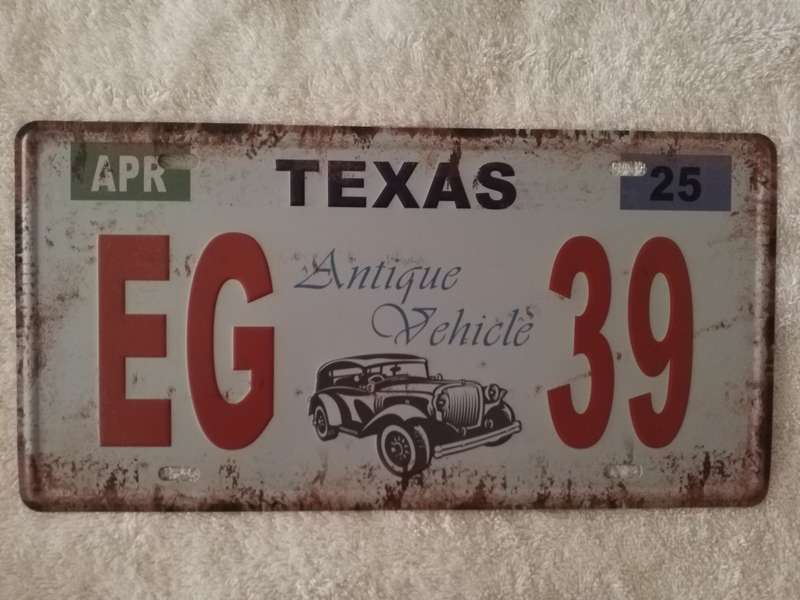 APR TEXAS 25
EG Antique Vehicle 39